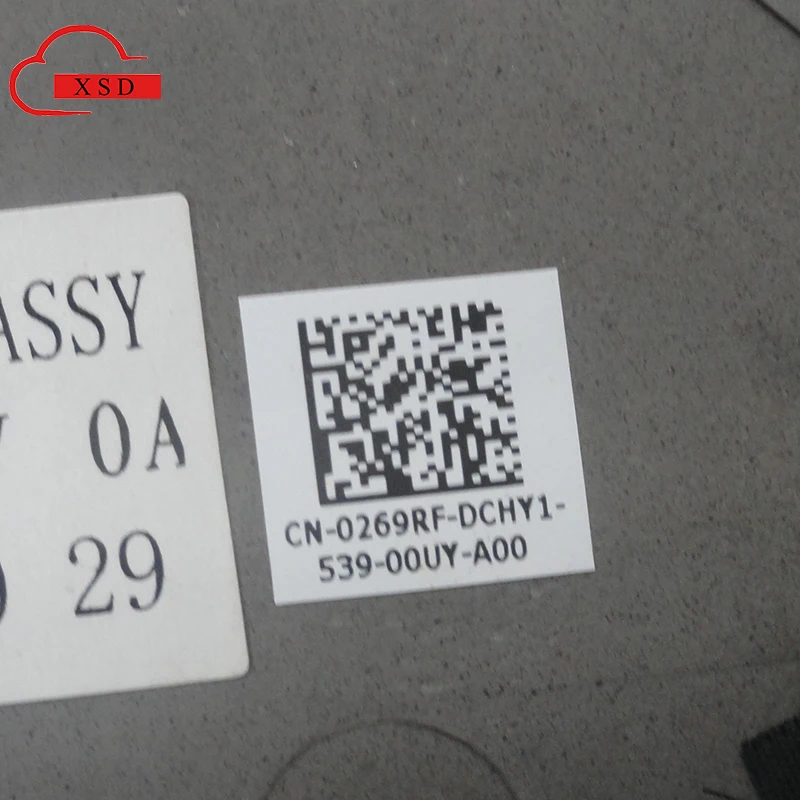 XSD
ASSY
0A
29
CN-0269RF-DCHY1-
539-00UY-A00